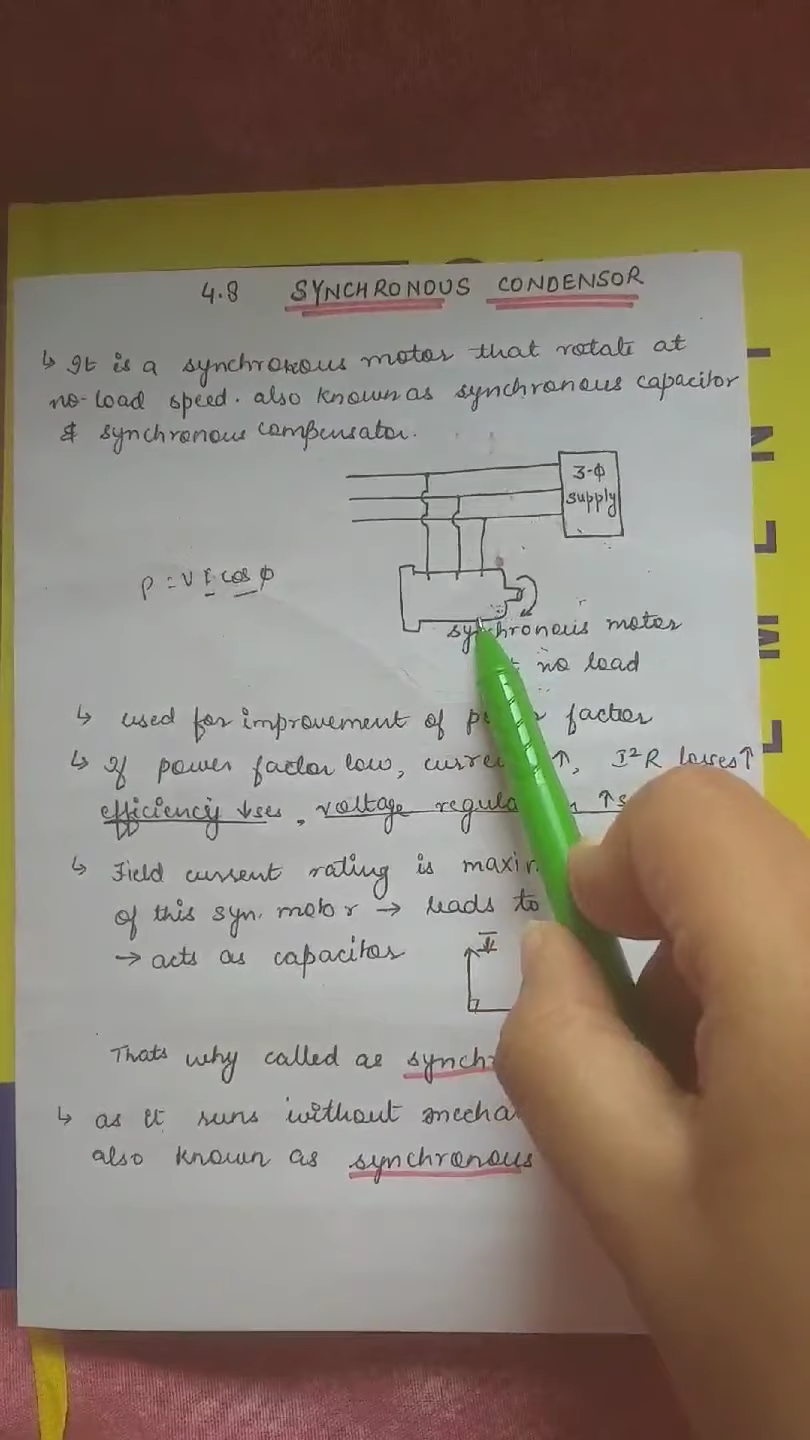 4.8 SYNCHRONOUS CONDENSOR
↳ It is a synchronous motor that rotate at
no-load speed. also known as synchronous capacitor
& synchronous compensator.
3-Φ
supply
P = V I cos ϕ
synchronous motor
no load
↳ used for improvement of factor
↳ If power factor low, ↑, I²R losses↑
efficiency ↓ses, voltage ↑s
↳ Field current rating is
of this syn. motor → leads to
→ acts as capacitor
Thats why called as
↳ as it runs without
also known as synchronous